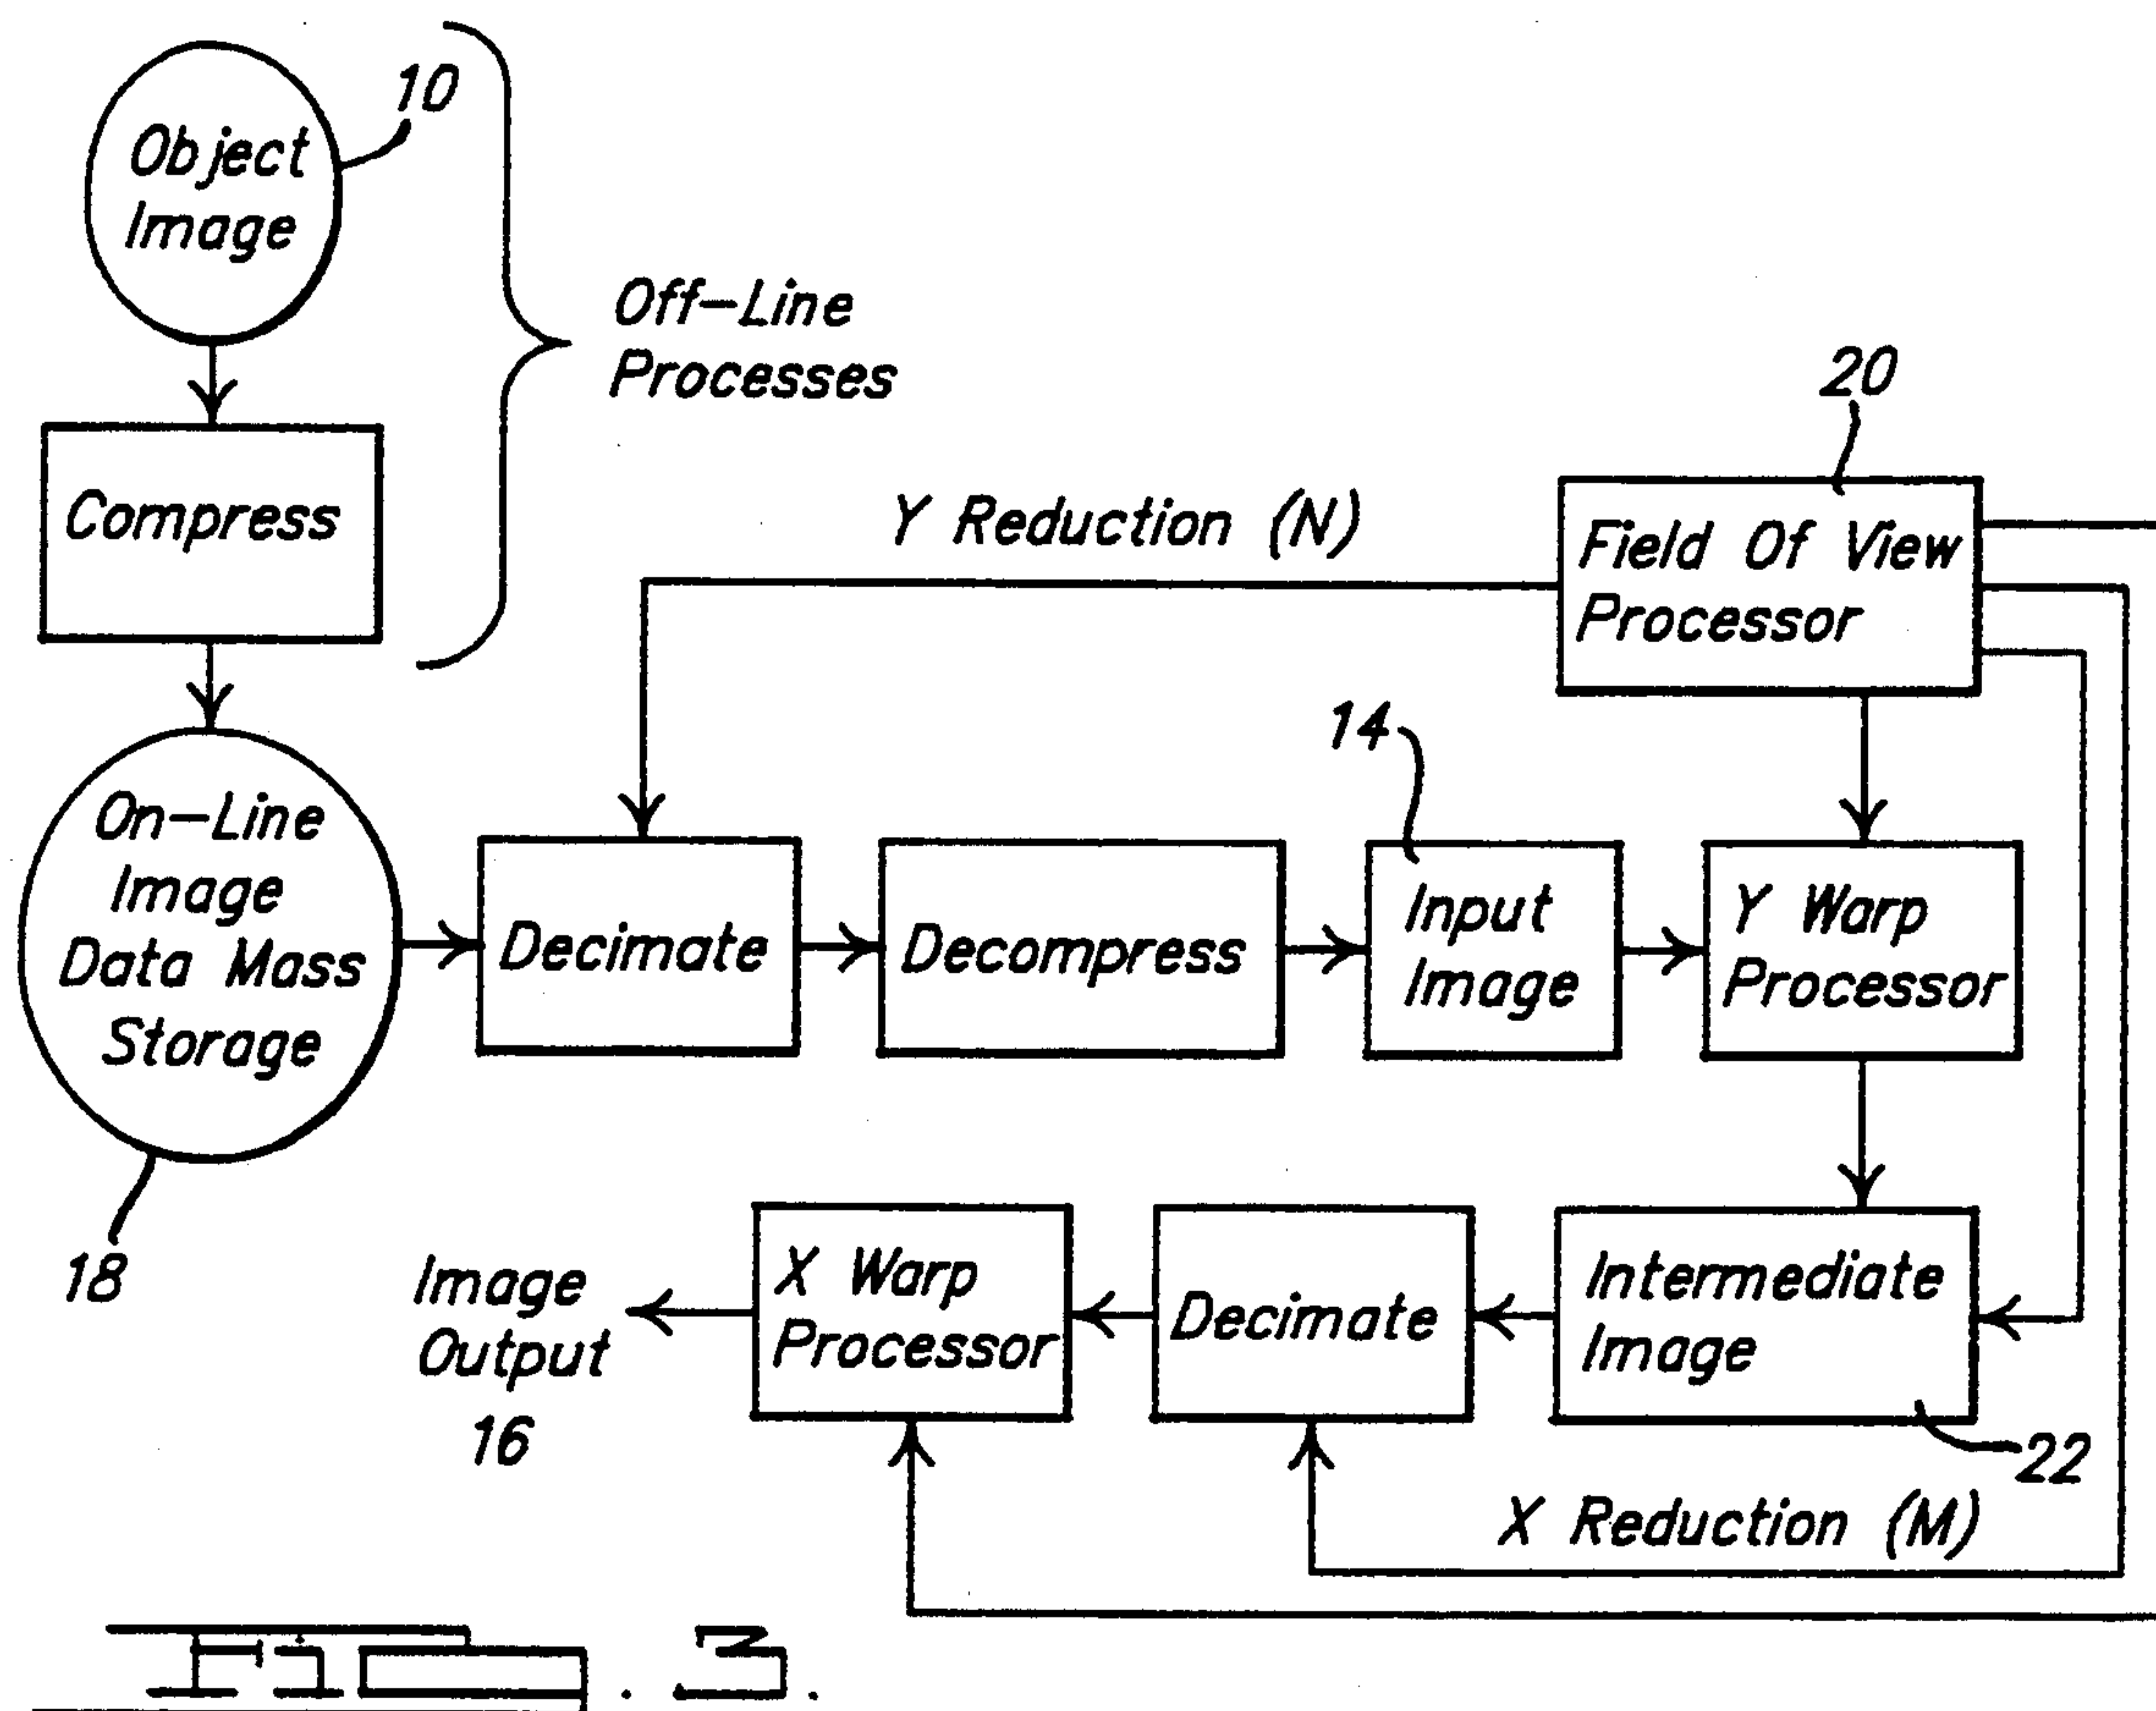 Object
Image
10
Compress
Off-Line
Processes
Y Reduction (N)
20
Field Of View
Processor
14
On-Line
Image
Data Mass
Storage
18
Decimate
Decompress
Input
Image
Y Warp
Processor
Intermediate
Image
22
Decimate
X Warp
Processor
Image
Output
16
X Reduction (M)
FIG. 3.